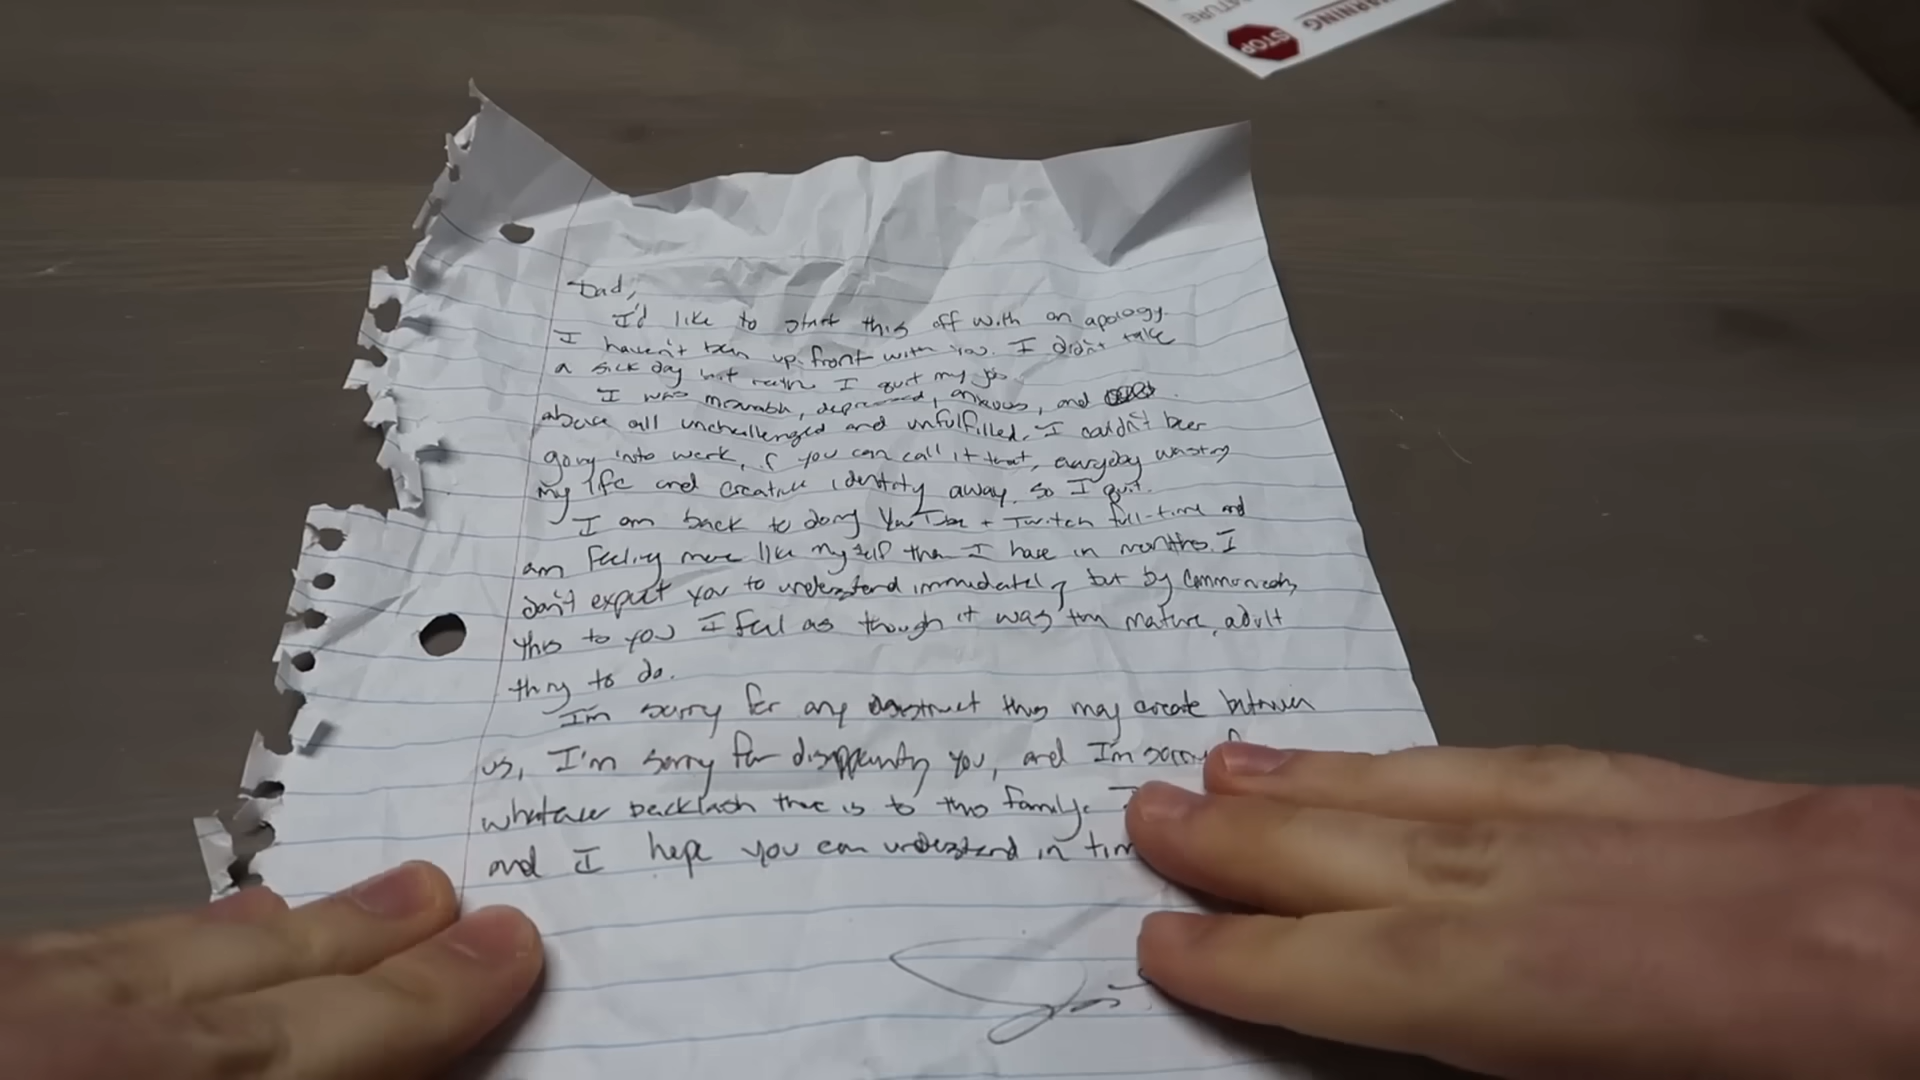 WARNING
STOP
Dad,
I'd like to start this off with an apology.
I haven't been up front with you. I didn't take
a sick day but rather I quit my job.
I was miserable, depressed, anxious, and
above all unchallenged and unfulfilled. I couldn't bear
going into work, if you can call it that, everyday wasting
my life and creative identity away. So I quit.
I am back to doing YouTube + Twitch full-time and
am feeling more like myself than I have in months. I
don't expect you to understand immediately, but by communicating
this to you I feel as though it was the mature, adult
thing to do.
I'm sorry for any this may create between
us, I'm sorry for disappointing you, and I'm sorry
whatever backlash there is to this family.
and I hope you can understand in